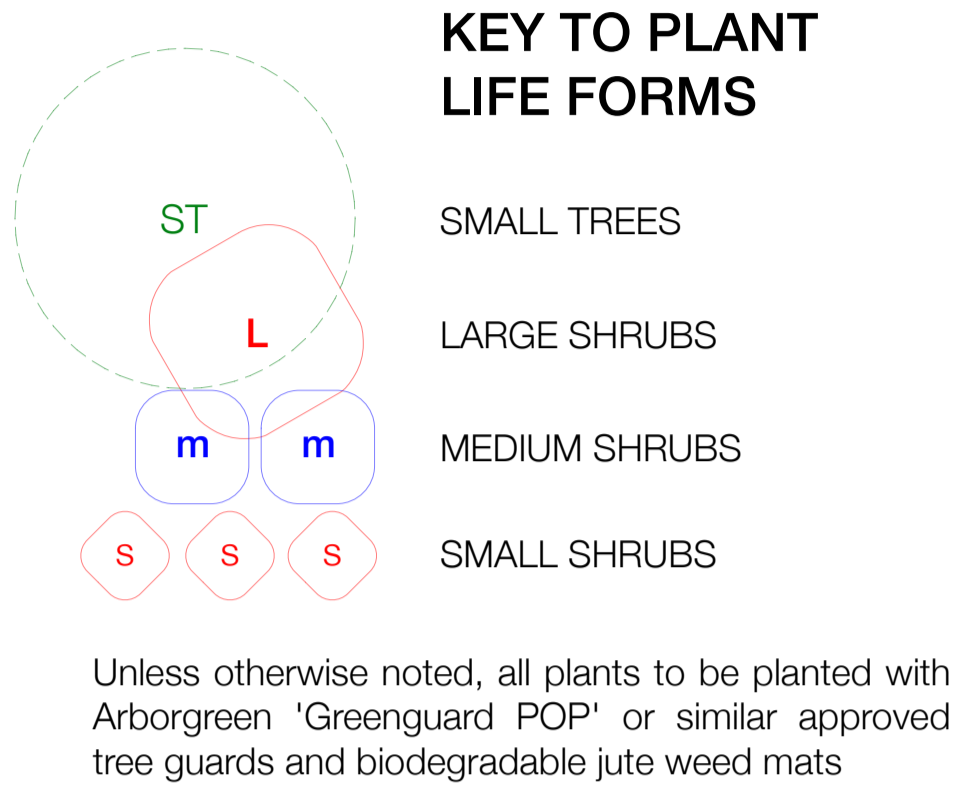 KEY TO PLANT
LIFE FORMS
ST
SMALL TREES
L
LARGE SHRUBS
m m
MEDIUM SHRUBS
S S S
SMALL SHRUBS
Unless otherwise noted, all plants to be planted with
Arborgreen 'Greenguard POP' or similar approved
tree guards and biodegradable jute weed mats